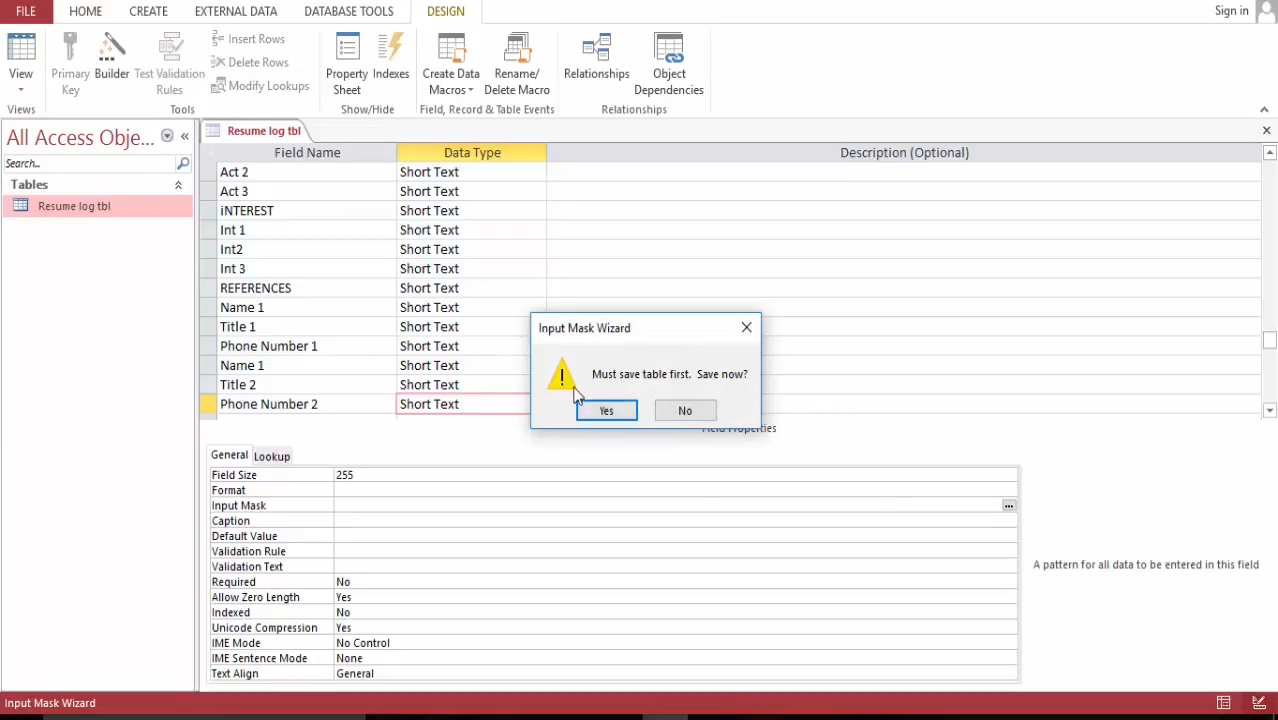 FILE HOME CREATE EXTERNAL DATA DATABASE TOOLS DESIGN Sign in
View
Views
Primary Key
Builder
Test Validation Rules
Insert Rows
Delete Rows
Modify Lookups
Tools
Property Sheet
Indexes
Show/Hide
Create Data Macros
Rename/ Delete Macro
Field, Record & Table Events
Relationships
Object Dependencies
Relationships
All Access Obje...
Search...
Tables
Resume log tbl
Resume log tbl
Field Name Data Type Description (Optional)
Act 2 Short Text
Act 3 Short Text
iNTEREST Short Text
Int 1 Short Text
Int2 Short Text
Int 3 Short Text
REFERENCES Short Text
Name 1 Short Text
Title 1 Short Text
Phone Number 1 Short Text
Name 1 Short Text
Title 2 Short Text
Phone Number 2 Short Text
Input Mask Wizard
Must save table first. Save now?
Yes No
Field Properties
General Lookup
Field Size 255
Format
Input Mask
Caption
Default Value
Validation Rule
Validation Text
Required No
Allow Zero Length Yes
Indexed No
Unicode Compression Yes
IME Mode No Control
IME Sentence Mode None
Text Align General
A pattern for all data to be entered in this field
Input Mask Wizard